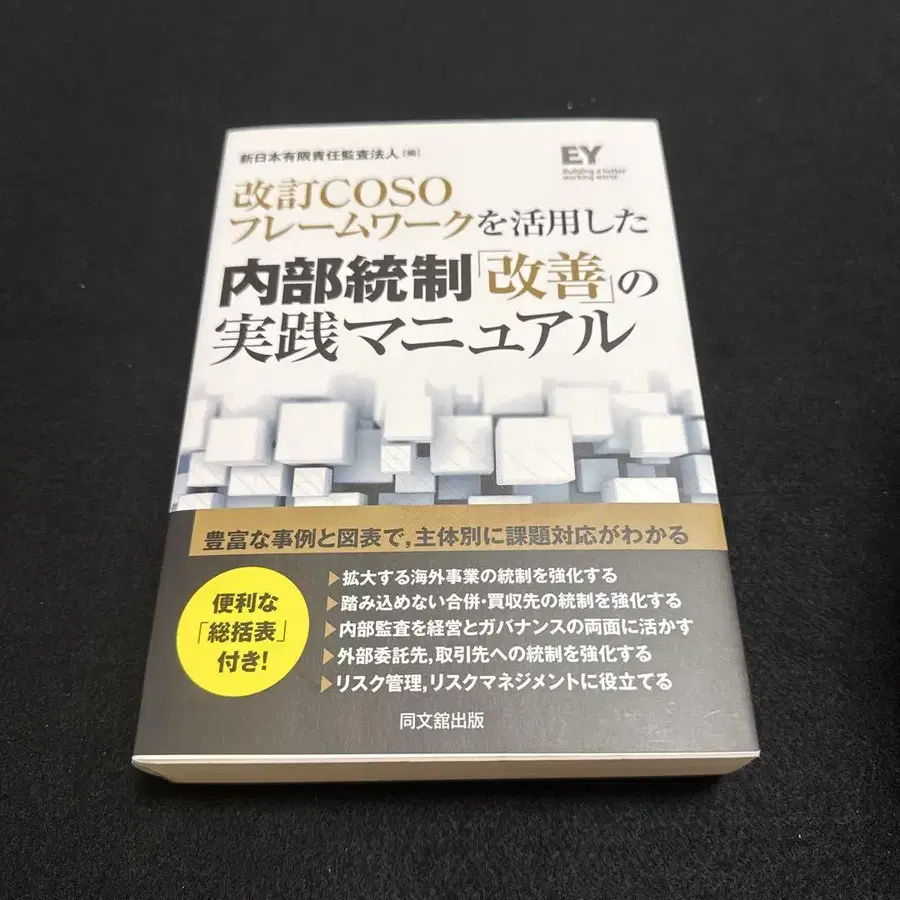 新日本有限責任監査法人[編]
EY
Building a better
working world
改訂COSO
フレームワークを活用した
内部統制「改善」の
実践マニュアル
豊富な事例と図表で,主体別に課題対応がわかる
便利な
「総括表」
付き!
▶拡大する海外事業の統制を強化する
▶踏み込めない合併・買収先の統制を強化する
▶内部監査を経営とガバナンスの両面に活かす
▶外部委託先,取引先への統制を強化する
▶リスク管理,リスクマネジメントに役立てる
同文舘出版